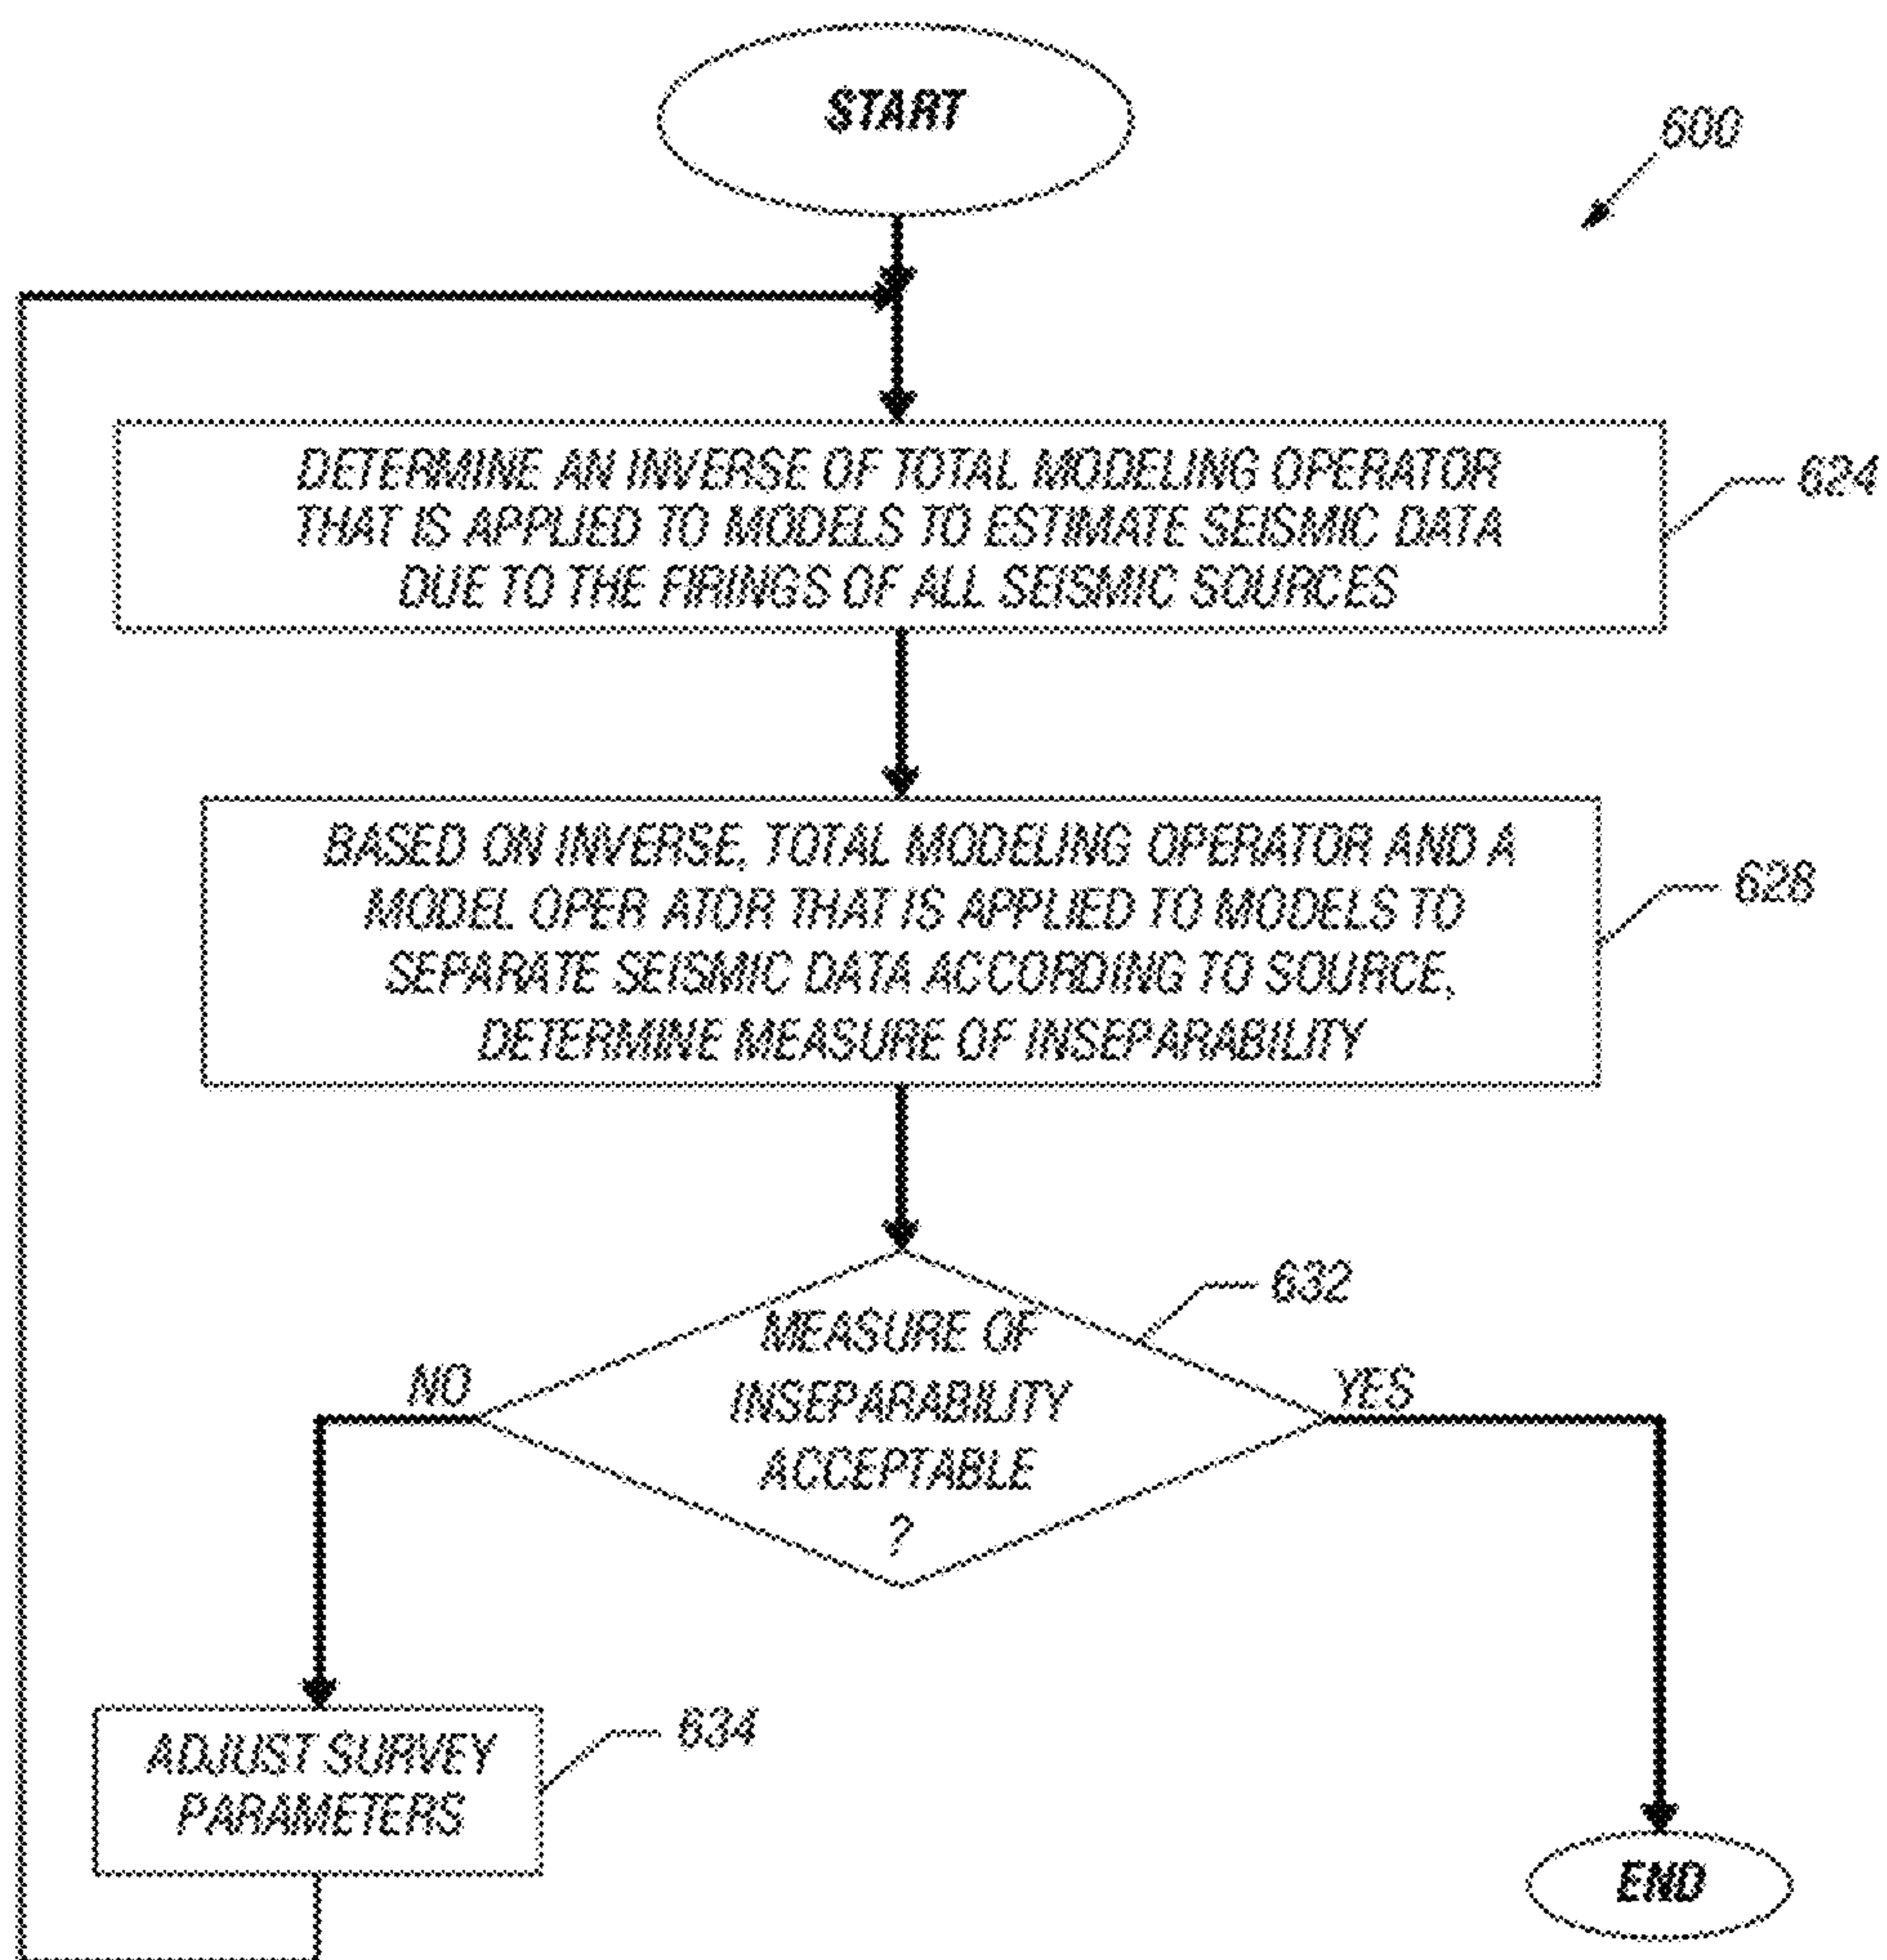 START
600
DETERMINE AN INVERSE OF TOTAL MODELING OPERATOR
THAT IS APPLIED TO MODELS TO ESTIMATE SEISMIC DATA
DUE TO THE FIRINGS OF ALL SEISMIC SOURCES
624
BASED ON INVERSE, TOTAL MODELING OPERATOR AND A
MODEL OPER ATOR THAT IS APPLIED TO MODELS TO
SEPARATE SEISMIC DATA ACCORDING TO SOURCE,
DETERMINE MEASURE OF INSEPARABILITY
628
632
MEASURE OF
INSEPARABILITY
ACCEPTABLE
?
NO
YES
ADJUST SURVEY
PARAMETERS
634
END